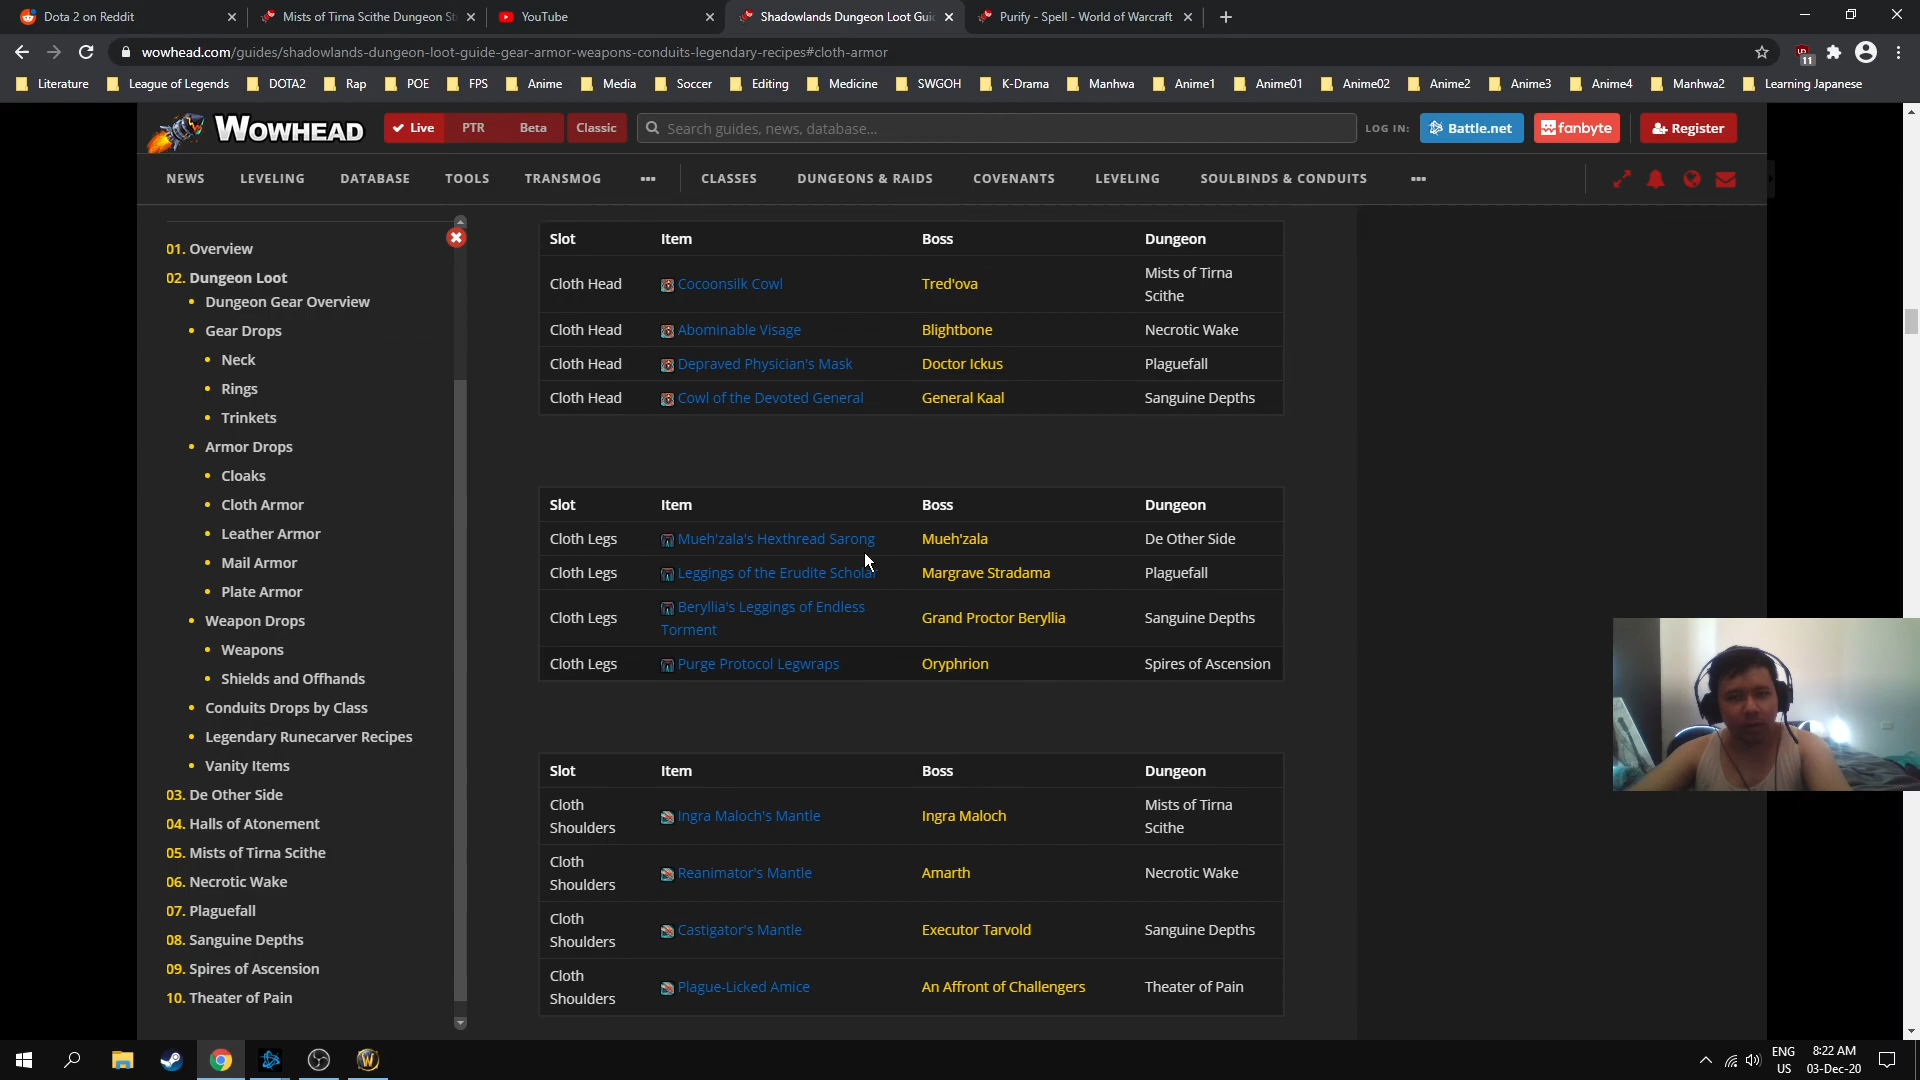 Dota 2 on Reddit
Mists of Tirna Scithe Dungeon St
YouTube
Shadowlands Dungeon Loot Guid
Purify - Spell - World of Warcraft
wowhead.com/guides/shadowlands-dungeon-loot-guide-gear-armor-weapons-conduits-legendary-recipes#cloth-armor
11
Literature League of Legends DOTA2 Rap POE FPS Anime Media Soccer Editing Medicine SWGOH K-Drama Manhwa Anime1 Anime01 Anime02 Anime2 Anime3 Anime4 Manhwa2 Learning Japanese
WOWHEAD Live PTR Beta Classic Search guides, news, database... LOG IN: Battle.net fanbyte Register
NEWS LEVELING DATABASE TOOLS TRANSMOG ••• CLASSES DUNGEONS & RAIDS COVENANTS LEVELING SOULBINDS & CONDUITS •••
01. Overview
02. Dungeon Loot
• Dungeon Gear Overview
• Gear Drops
• Neck
• Rings
• Trinkets
• Armor Drops
• Cloaks
• Cloth Armor
• Leather Armor
• Mail Armor
• Plate Armor
• Weapon Drops
• Weapons
• Shields and Offhands
• Conduits Drops by Class
• Legendary Runecarver Recipes
• Vanity Items
03. De Other Side
04. Halls of Atonement
05. Mists of Tirna Scithe
06. Necrotic Wake
07. Plaguefall
08. Sanguine Depths
09. Spires of Ascension
10. Theater of Pain
Slot Item Boss Dungeon
Cloth Head Cocoonsilk Cowl Tred'ova Mists of Tirna
Scithe
Cloth Head Abominable Visage Blightbone Necrotic Wake
Cloth Head Depraved Physician's Mask Doctor Ickus Plaguefall
Cloth Head Cowl of the Devoted General General Kaal Sanguine Depths
Slot Item Boss Dungeon
Cloth Legs Mueh'zala's Hexthread Sarong Mueh'zala De Other Side
Cloth Legs Leggings of the Erudite Scholar Margrave Stradama Plaguefall
Cloth Legs Beryllia's Leggings of Endless
Torment Grand Proctor Beryllia Sanguine Depths
Cloth Legs Purge Protocol Legwraps Oryphrion Spires of Ascension
Slot Item Boss Dungeon
Cloth
Shoulders Ingra Maloch's Mantle Ingra Maloch Mists of Tirna
Scithe
Cloth
Shoulders Reanimator's Mantle Amarth Necrotic Wake
Cloth
Shoulders Castigator's Mantle Executor Tarvold Sanguine Depths
Cloth
Shoulders Plague-Licked Amice An Affront of Challengers Theater of Pain
ENG
US
8:22 AM
03-Dec-20